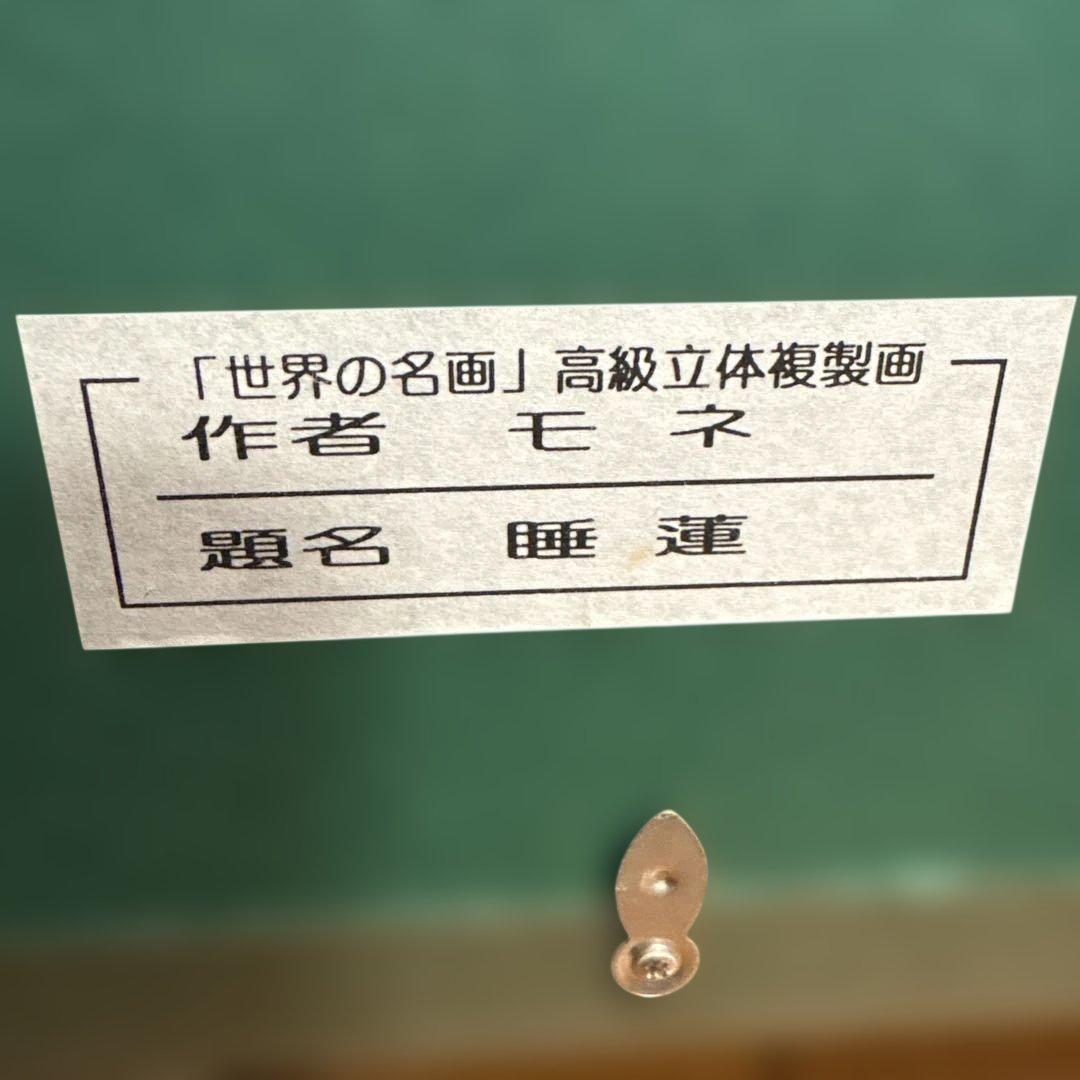 「世界の名画」高級立体複製画
作者 モネ
題名 睡蓮